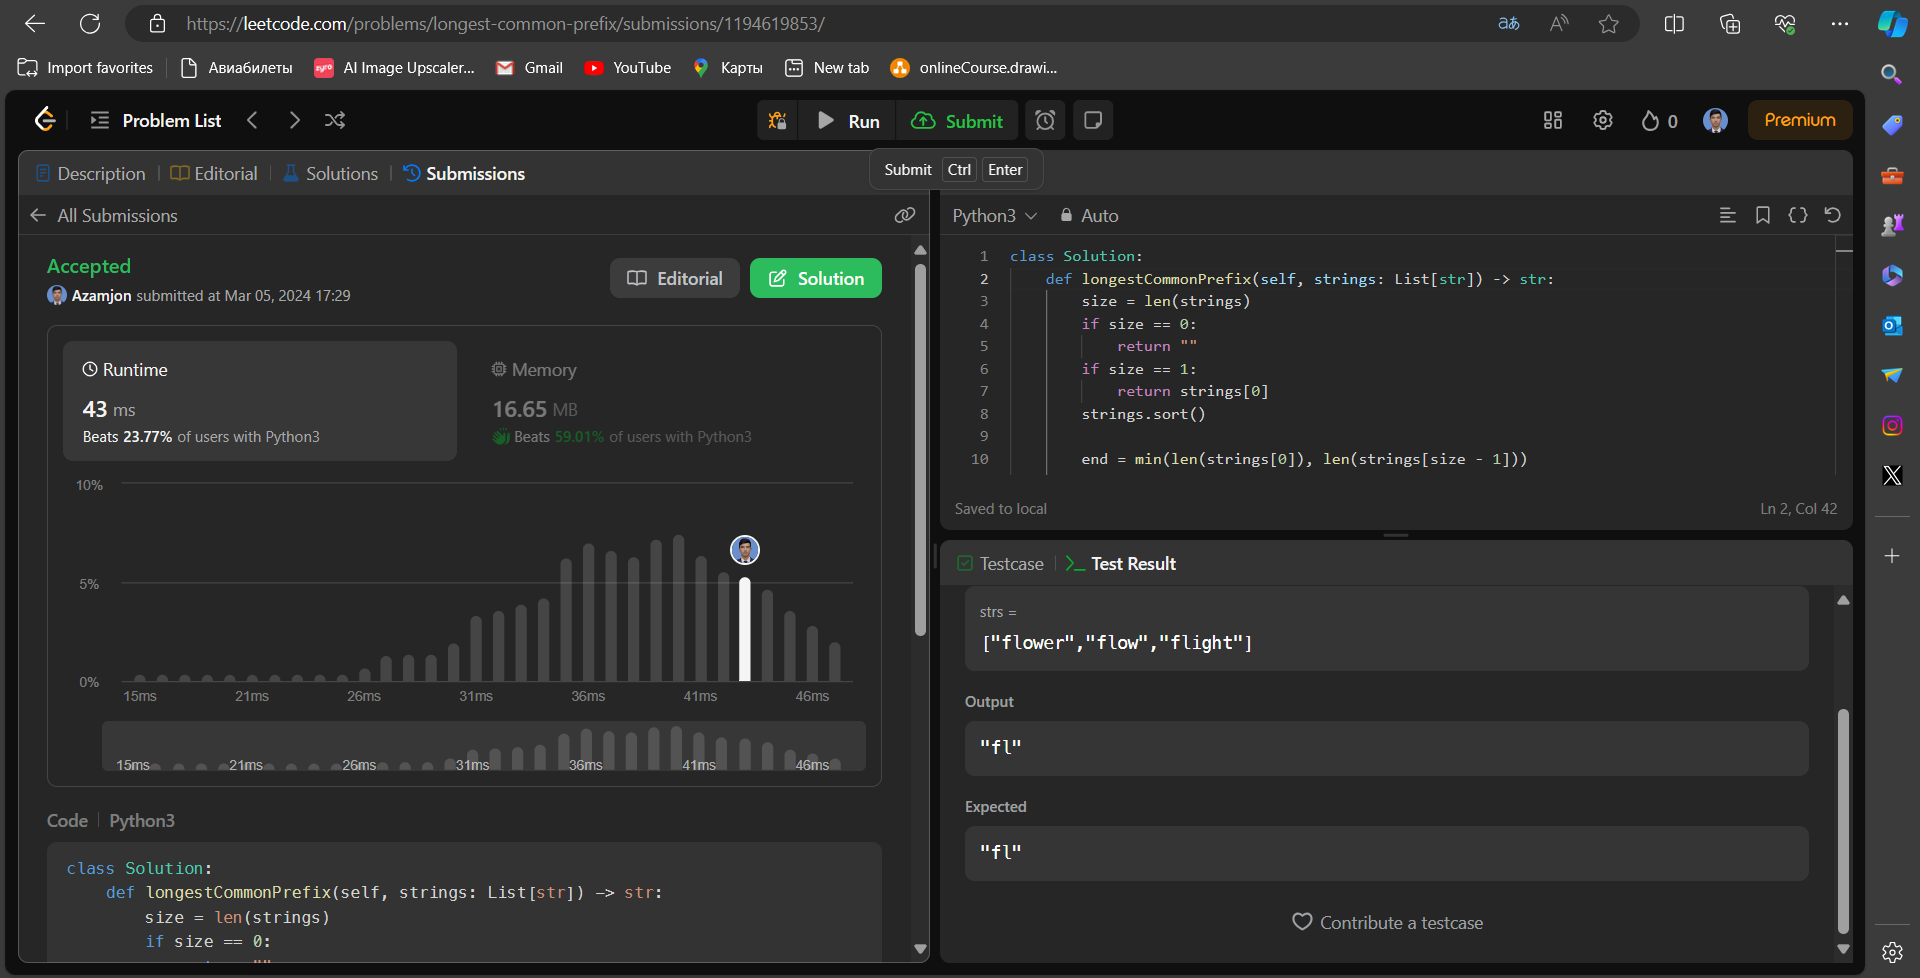 https://leetcode.com/problems/longest-common-prefix/submissions/1194619853/
Import favorites
Авиабилеты
zyro
AI Image Upscaler...
Gmail
YouTube
Карты
New tab
onlineCourse.drawi...
Problem List
Run
Submit
0
Premium
Description
Editorial
Solutions
Submissions
Submit Ctrl Enter
All Submissions
Accepted
Azamjon submitted at Mar 05, 2024 17:29
Editorial
Solution
Runtime
43 ms
Beats 23.77% of users with Python3
Memory
16.65 MB
Beats 59.01% of users with Python3
10%
5%
0%
15ms 21ms 26ms 31ms 36ms 41ms 46ms
15ms 21ms 26ms 31ms 36ms 41ms 46ms
Code Python3
class Solution:
def longestCommonPrefix(self, strings: List[str]) -> str:
size = len(strings)
if size == 0:
Python3
Auto
1 class Solution:
2 def longestCommonPrefix(self, strings: List[str]) -> str:
3 size = len(strings)
4 if size == 0:
5 return ""
6 if size == 1:
7 return strings[0]
8 strings.sort()
9
10 end = min(len(strings[0]), len(strings[size - 1]))
Saved to local
Ln 2, Col 42
Testcase
Test Result
strs =
["flower","flow","flight"]
Output
"fl"
Expected
"fl"
Contribute a testcase